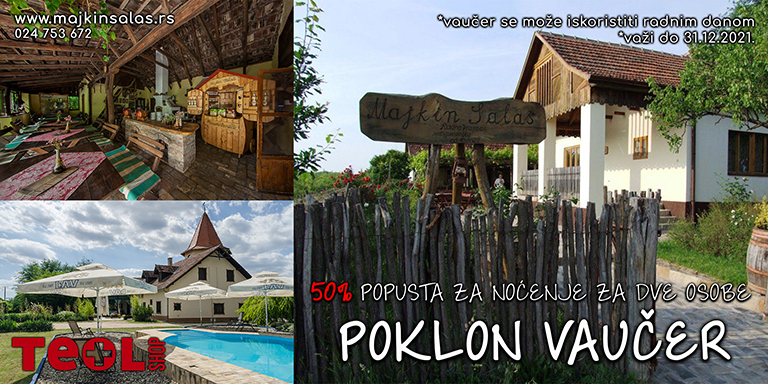 www.majkinsalas.rs
024 753 672
*vaučer se može iskoristiti radnim danom
*važi do 31.12.2021.
Majkin Salaš
LAV
50% POPUSTA ZA NOĆENJE ZA DVE OSOBE
POKLON VAUČER
TeOL
SHOP